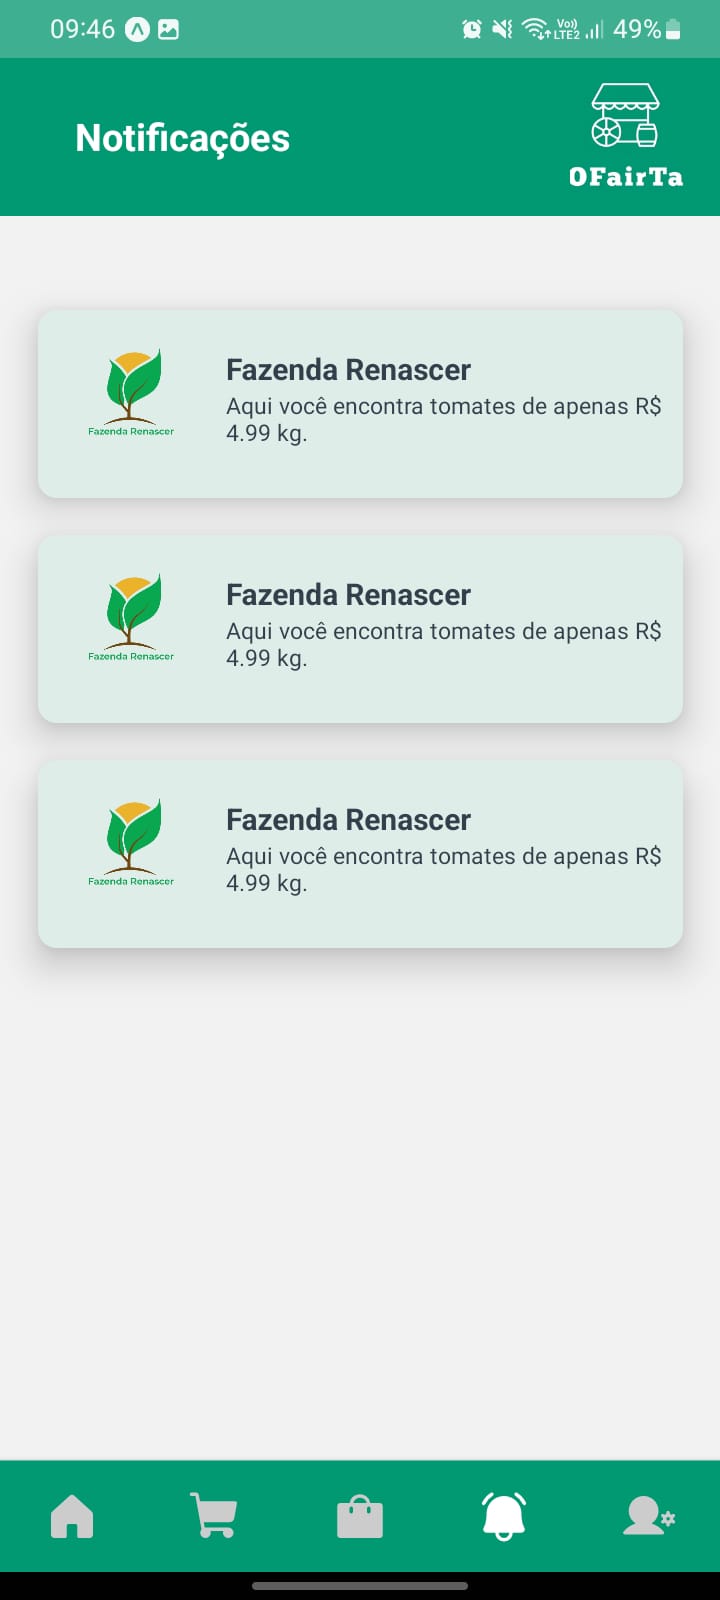 09:46
Vo)) LTE2 49%
Notificações
OFairTa
Fazenda Renascer
Aqui você encontra tomates de apenas R$
4.99 kg.
Fazenda Renascer
Fazenda Renascer
Aqui você encontra tomates de apenas R$
4.99 kg.
Fazenda Renascer
Fazenda Renascer
Aqui você encontra tomates de apenas R$
4.99 kg.
Fazenda Renascer